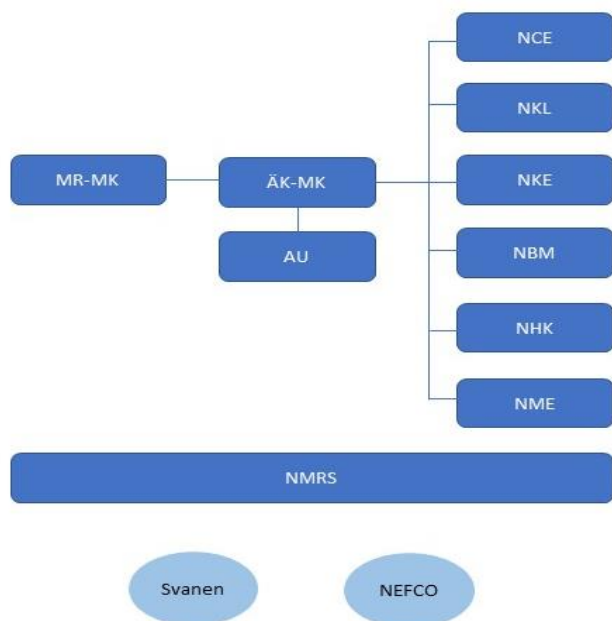 NCE
NKL
MR-MK
ÄK-MK
NKE
AU
NBM
NHK
NME
NMRS
Svanen
NEFCO